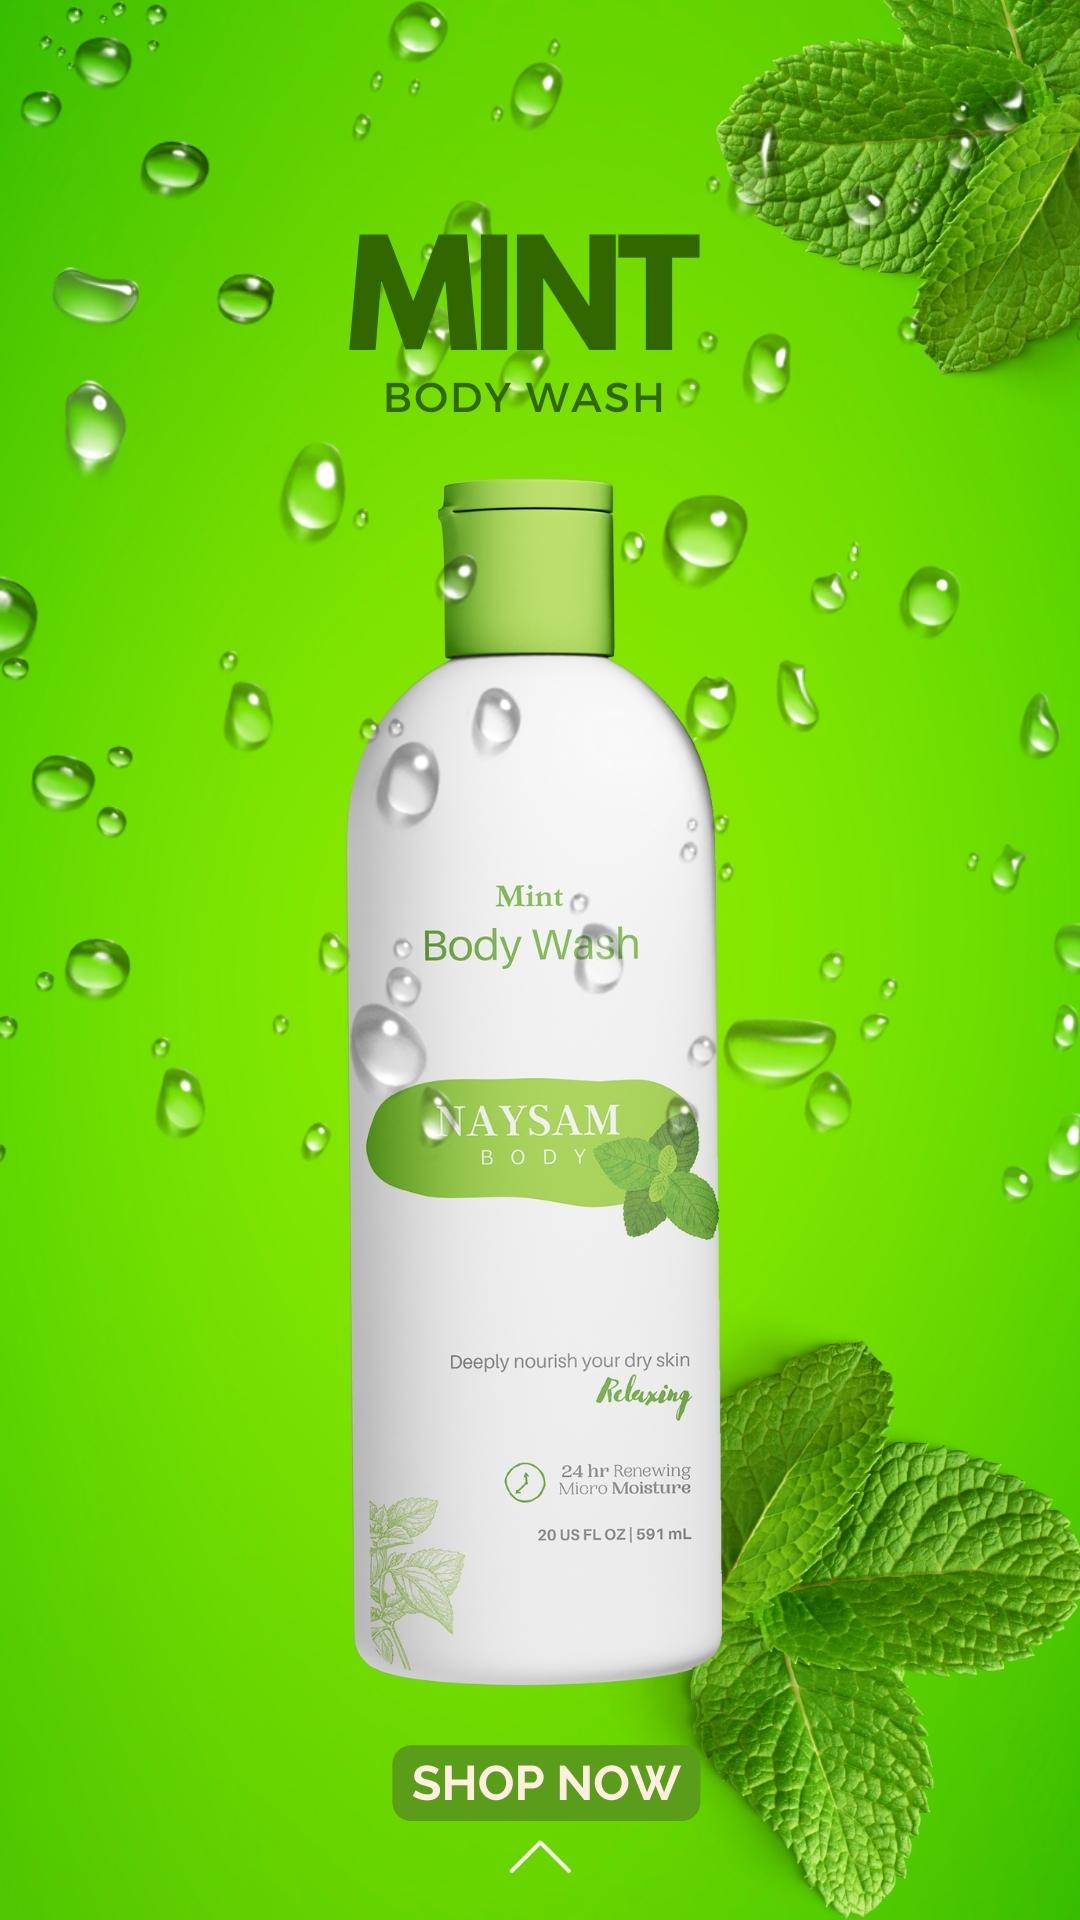 MINT
BODY WASH
Mint
Body Wash
NAYSAM
BODY
Deeply nourish your dry skin
Relaxing
24 hr Renewing
Micro Moisture
20 US FL OZ | 591 mL
SHOP NOW